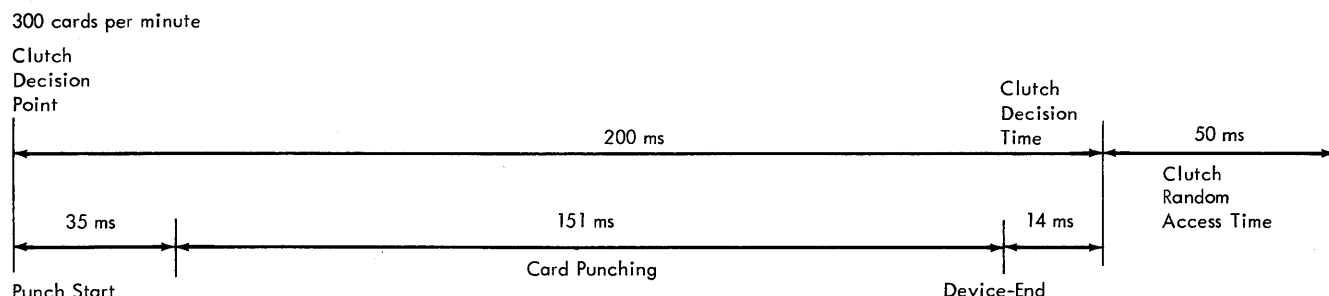 300 cards per minute
Clutch
Decision
Point
Clutch
Decision
Time
200 ms
50 ms
Clutch
Random
Access Time
35 ms
151 ms
14 ms
Card Punching
Punch Start
Device-End